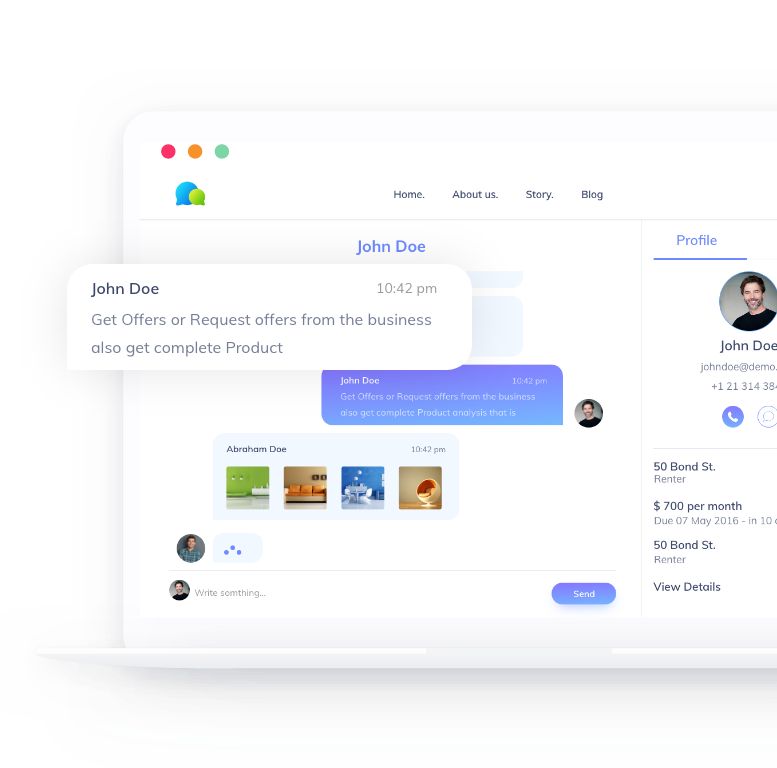 Home. About us. Story. Blog
John Doe
John Doe 10:42 pm
Get Offers or Request offers from the business
also get complete Product
John Doe 10:42 pm
Get Offers or Request offers from the business
also get complete Product analysis that is
Abraham Doe 10:42 pm
Write somthing...
Send
Profile
John Doe
johndoe@demo.
+1 21 314 384
50 Bond St.
Renter
$ 700 per month
Due 07 May 2016 - in 10
50 Bond St.
Renter
View Details